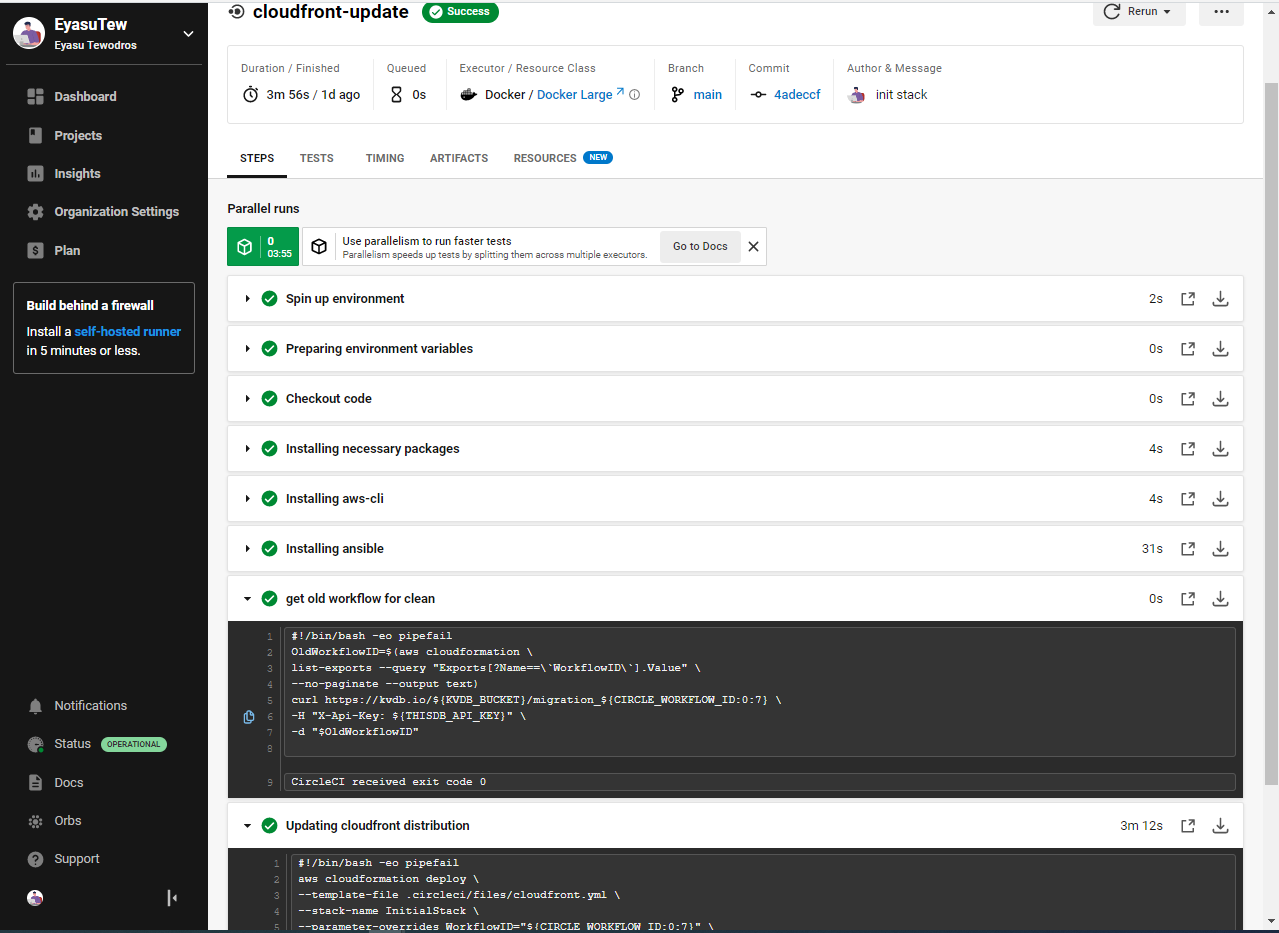 EyasuTew
Eyasu Tewodros
Dashboard
Projects
Insights
Organization Settings
Plan
Build behind a firewall
Install a self-hosted runner
in 5 minutes or less.
Notifications
Status OPERATIONAL
Docs
Orbs
Support
cloudfront-update Success
Rerun
Duration / Finished Queued Executor / Resource Class Branch Commit Author & Message
3m 56s / 1d ago 0s Docker / Docker Large main 4adeccf init stack
STEPS TESTS TIMING ARTIFACTS RESOURCES NEW
Parallel runs
0
03:55
Use parallelism to run faster tests
Parallelism speeds up tests by splitting them across multiple executors.
Go to Docs
Spin up environment 2s
Preparing environment variables 0s
Checkout code 0s
Installing necessary packages 4s
Installing aws-cli 4s
Installing ansible 31s
get old workflow for clean 0s
1 #!/bin/bash -eo pipefail
2 OldWorkflowID=$(aws cloudformation \
3 list-exports --query "Exports[?Name==\`WorkflowID\`].Value" \
4 --no-paginate --output text)
5 curl https://kvdb.io/${KVDB_BUCKET}/migration_${CIRCLE_WORKFLOW_ID:0:7} \
6 -H "X-Api-Key: ${THISDB_API_KEY}" \
7 -d "$OldWorkflowID"
8
9 CircleCI received exit code 0
Updating cloudfront distribution 3m 12s
1 #!/bin/bash -eo pipefail
2 aws cloudformation deploy \
3 --template-file .circleci/files/cloudfront.yml \
4 --stack-name InitialStack \
5 --parameter-overrides WorkflowID="${CIRCLE_WORKFLOW_ID:0:7}" \